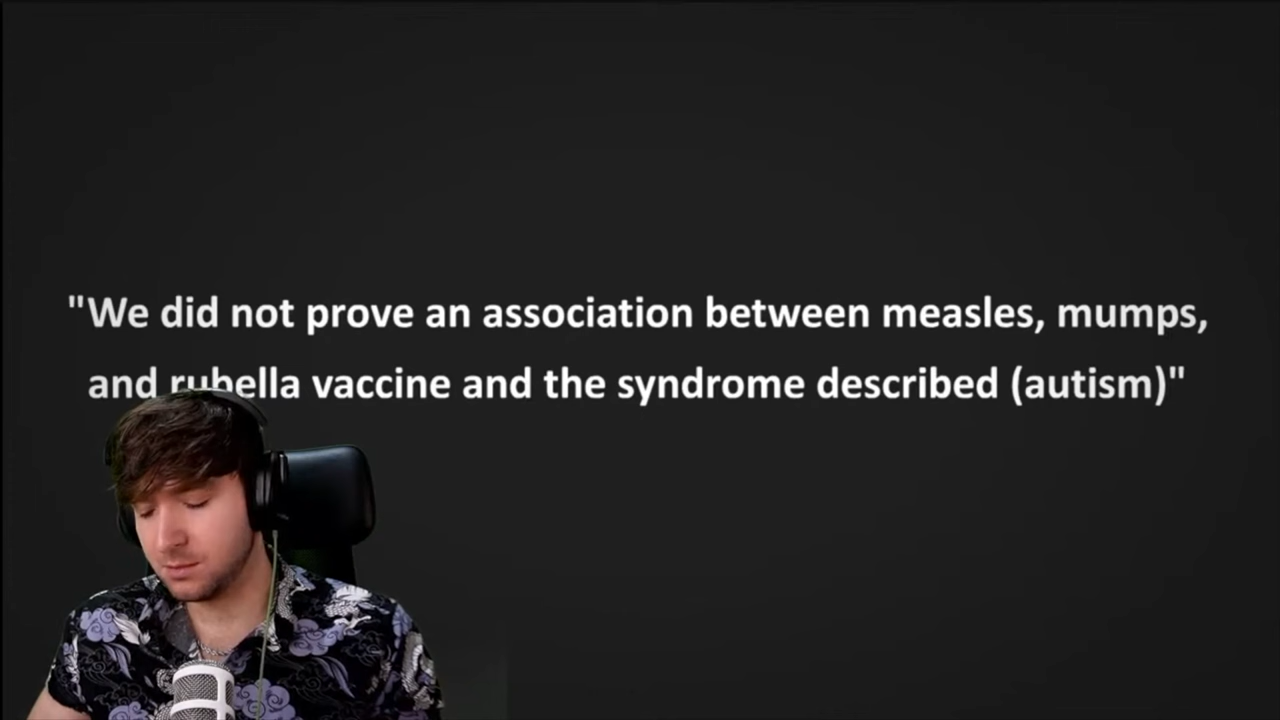 "We did not prove an association between measles, mumps,
and rubella vaccine and the syndrome described (autism)"